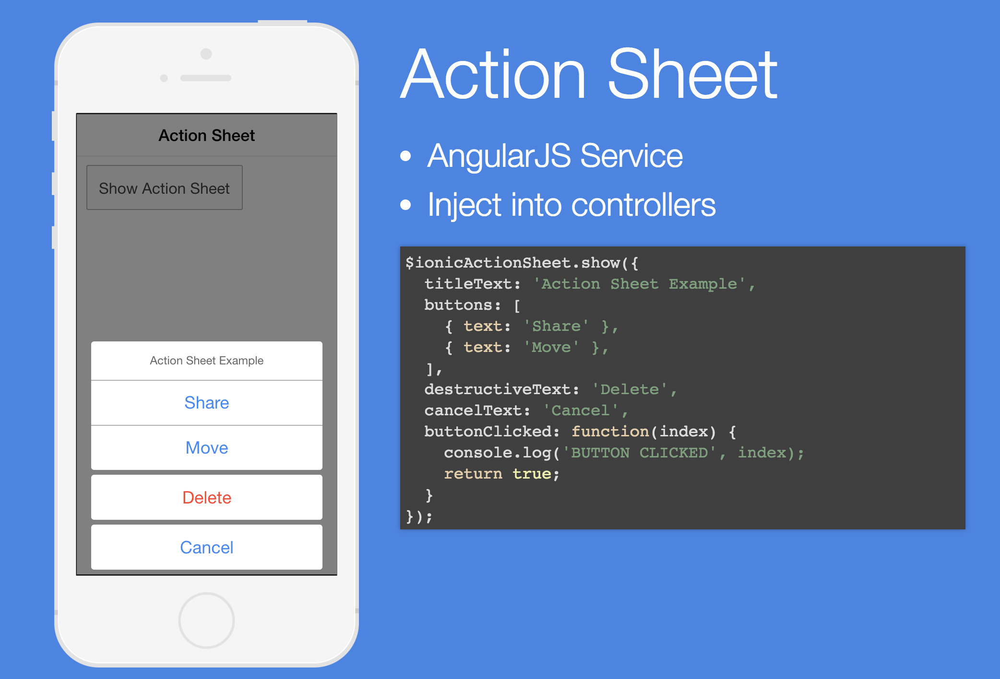 Action Sheet
Show Action Sheet
Action Sheet Example
Share
Move
Delete
Cancel
Action Sheet
• AngularJS Service
• Inject into controllers
$ionicActionSheet.show({
  titleText: 'Action Sheet Example',
  buttons: [
    { text: 'Share' },
    { text: 'Move' },
  ],
  destructiveText: 'Delete',
  cancelText: 'Cancel',
  buttonClicked: function(index) {
    console.log('BUTTON CLICKED', index);
    return true;
  }
});